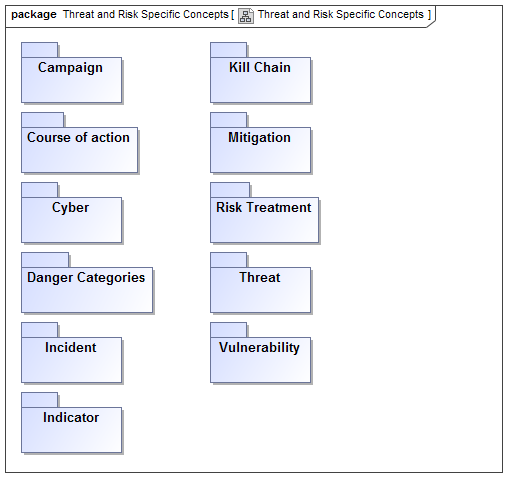 package Threat and Risk Specific Concepts [ Threat and Risk Specific Concepts ]
Campaign
Kill Chain
Course of action
Mitigation
Cyber
Risk Treatment
Danger Categories
Threat
Incident
Vulnerability
Indicator